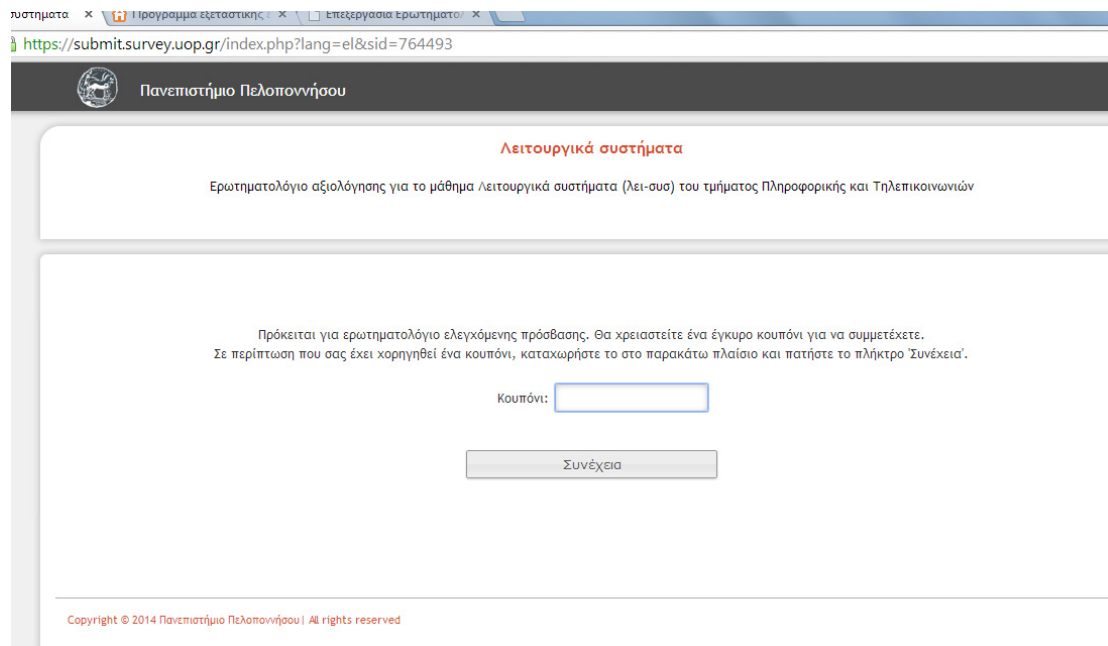 συστήματα × Πρόγραμμα εξεταστικής × Επεξεργασία Ερωτηματολ ×
https://submit.survey.uop.gr/index.php?lang=el&sid=764493
Πανεπιστήμιο Πελοποννήσου
Λειτουργικά συστήματα
Ερωτηματολόγιο αξιολόγησης για το μάθημα Λειτουργικά συστήματα (λει-συσ) του τμήματος Πληροφορικής και Τηλεπικοινωνιών
Πρόκειται για ερωτηματολόγιο ελεγχόμενης πρόσβασης. Θα χρειαστείτε ένα έγκυρο κουπόνι για να συμμετέχετε.
Σε περίπτωση που σας έχει χορηγηθεί ένα κουπόνι, καταχωρήστε το στο παρακάτω πλαίσιο και πατήστε το πλήκτρο 'Συνέχεια'.
Κουπόνι:
Συνέχεια
Copyright © 2014 Πανεπιστήμιο Πελοποννήσου| All rights reserved